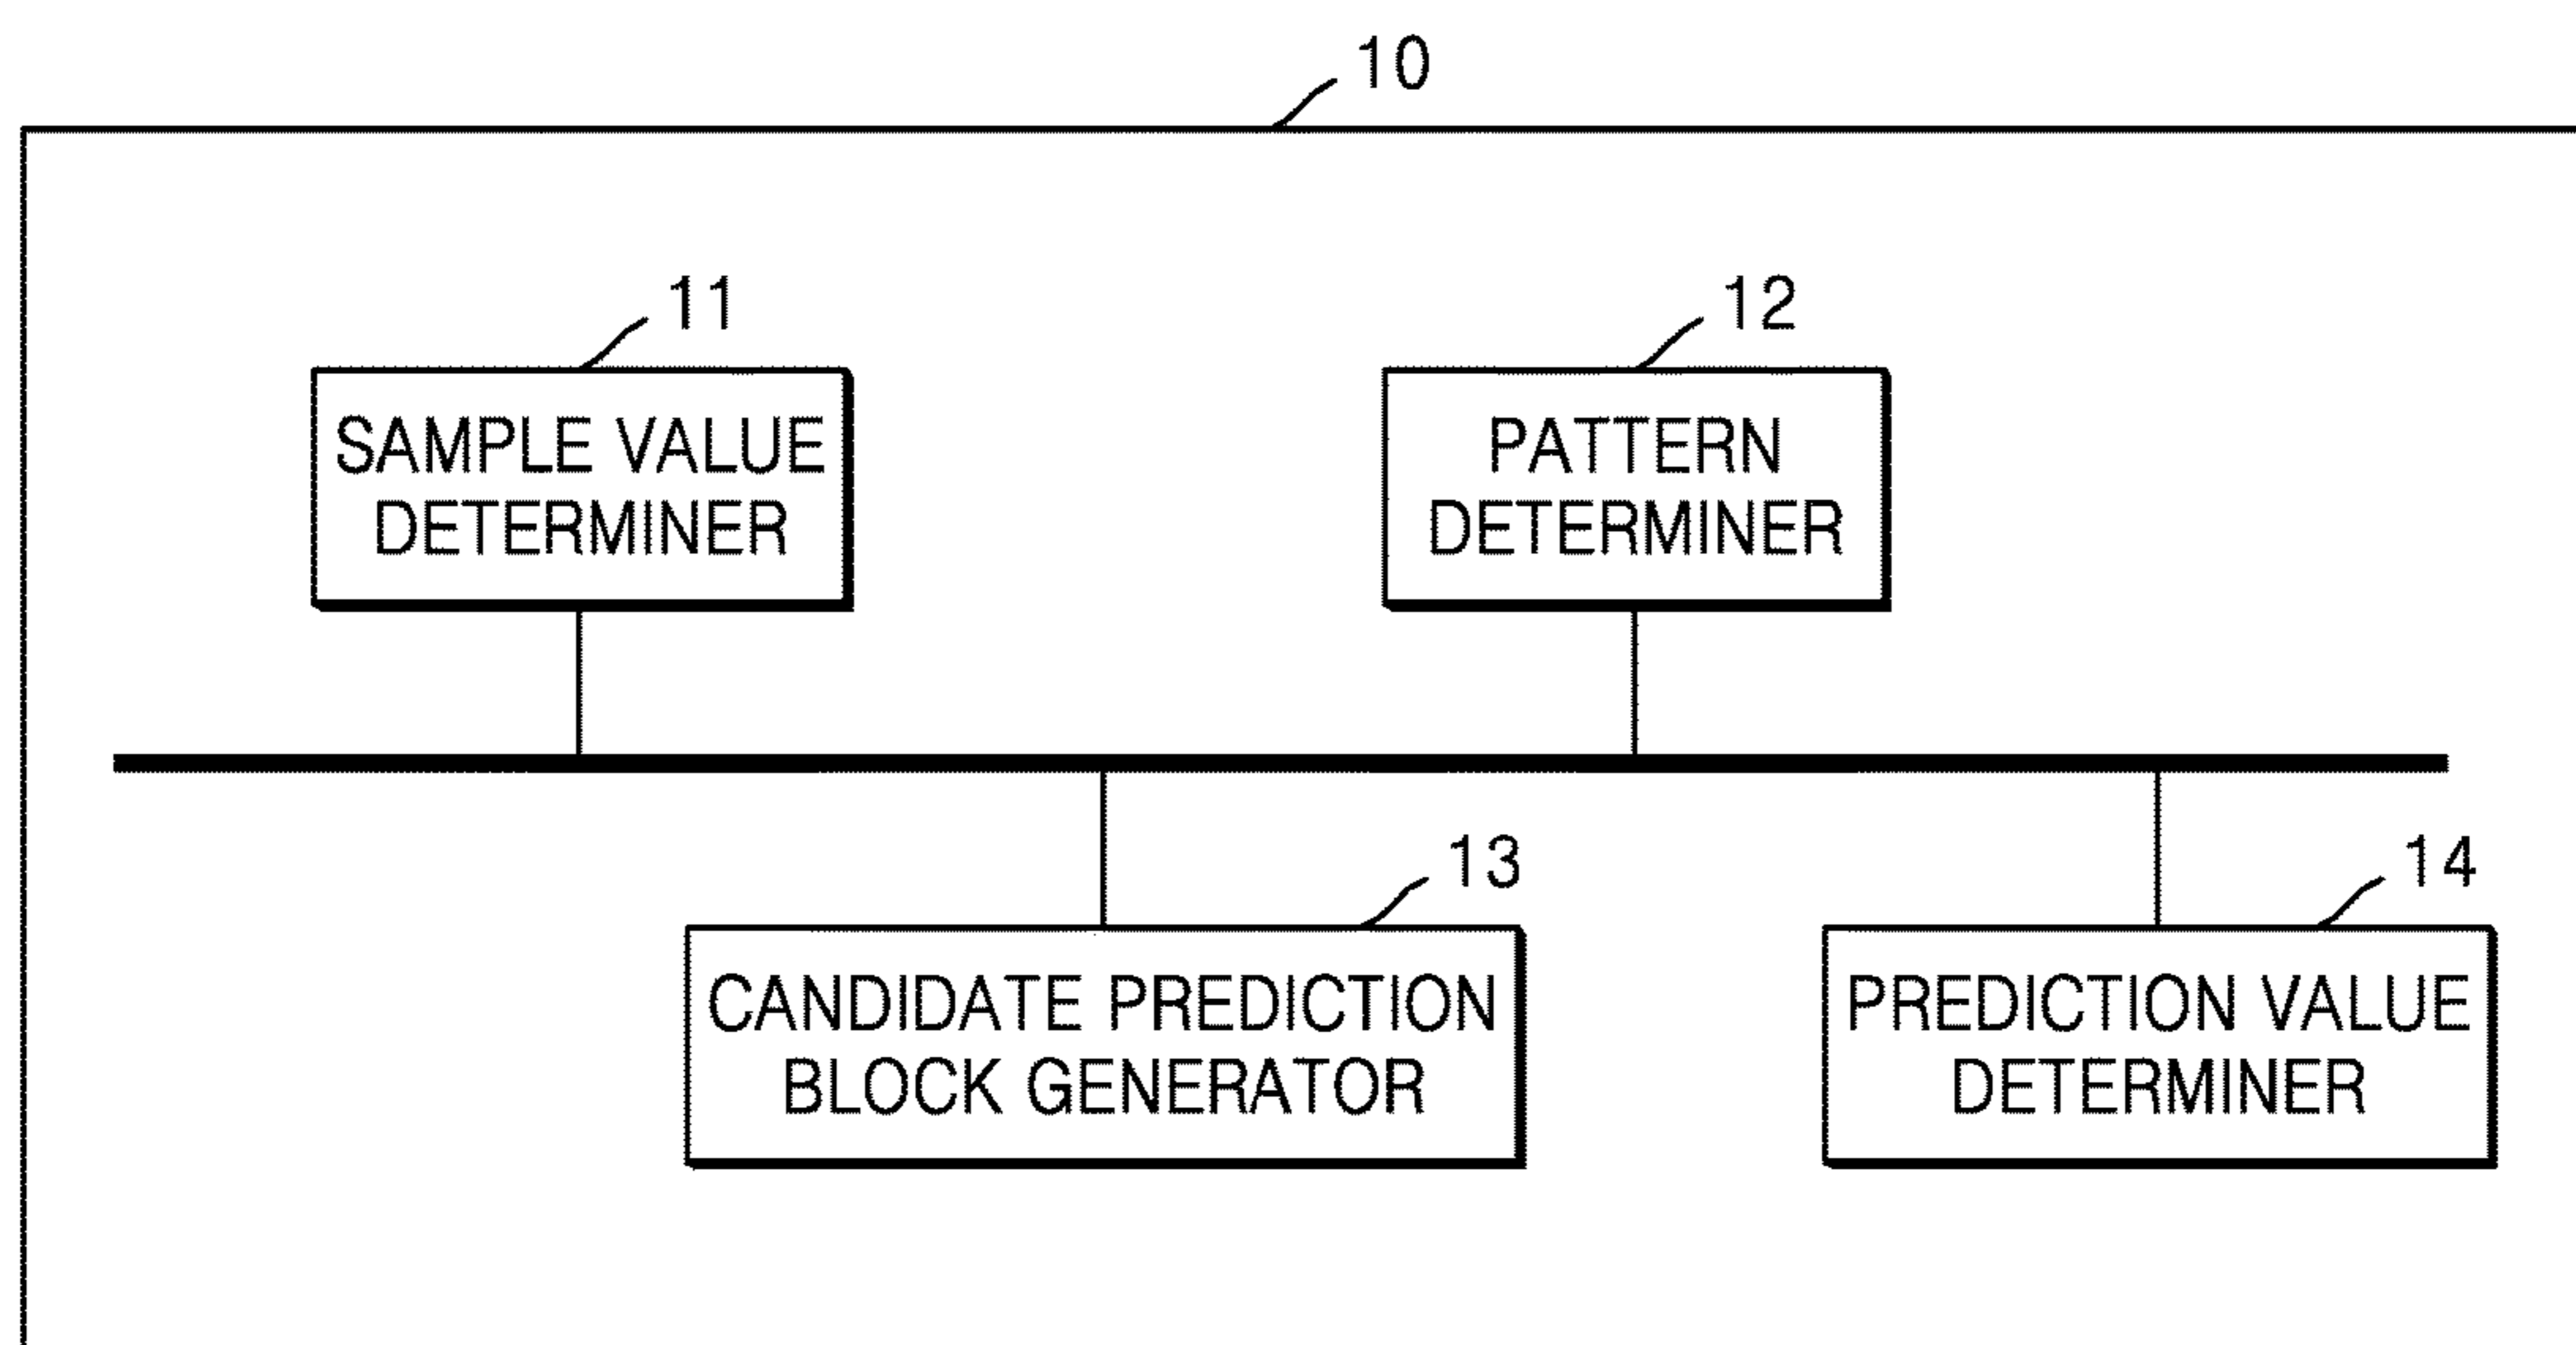 10
11
SAMPLE VALUE
DETERMINER
12
PATTERN
DETERMINER
13
CANDIDATE PREDICTION
BLOCK GENERATOR
14
PREDICTION VALUE
DETERMINER